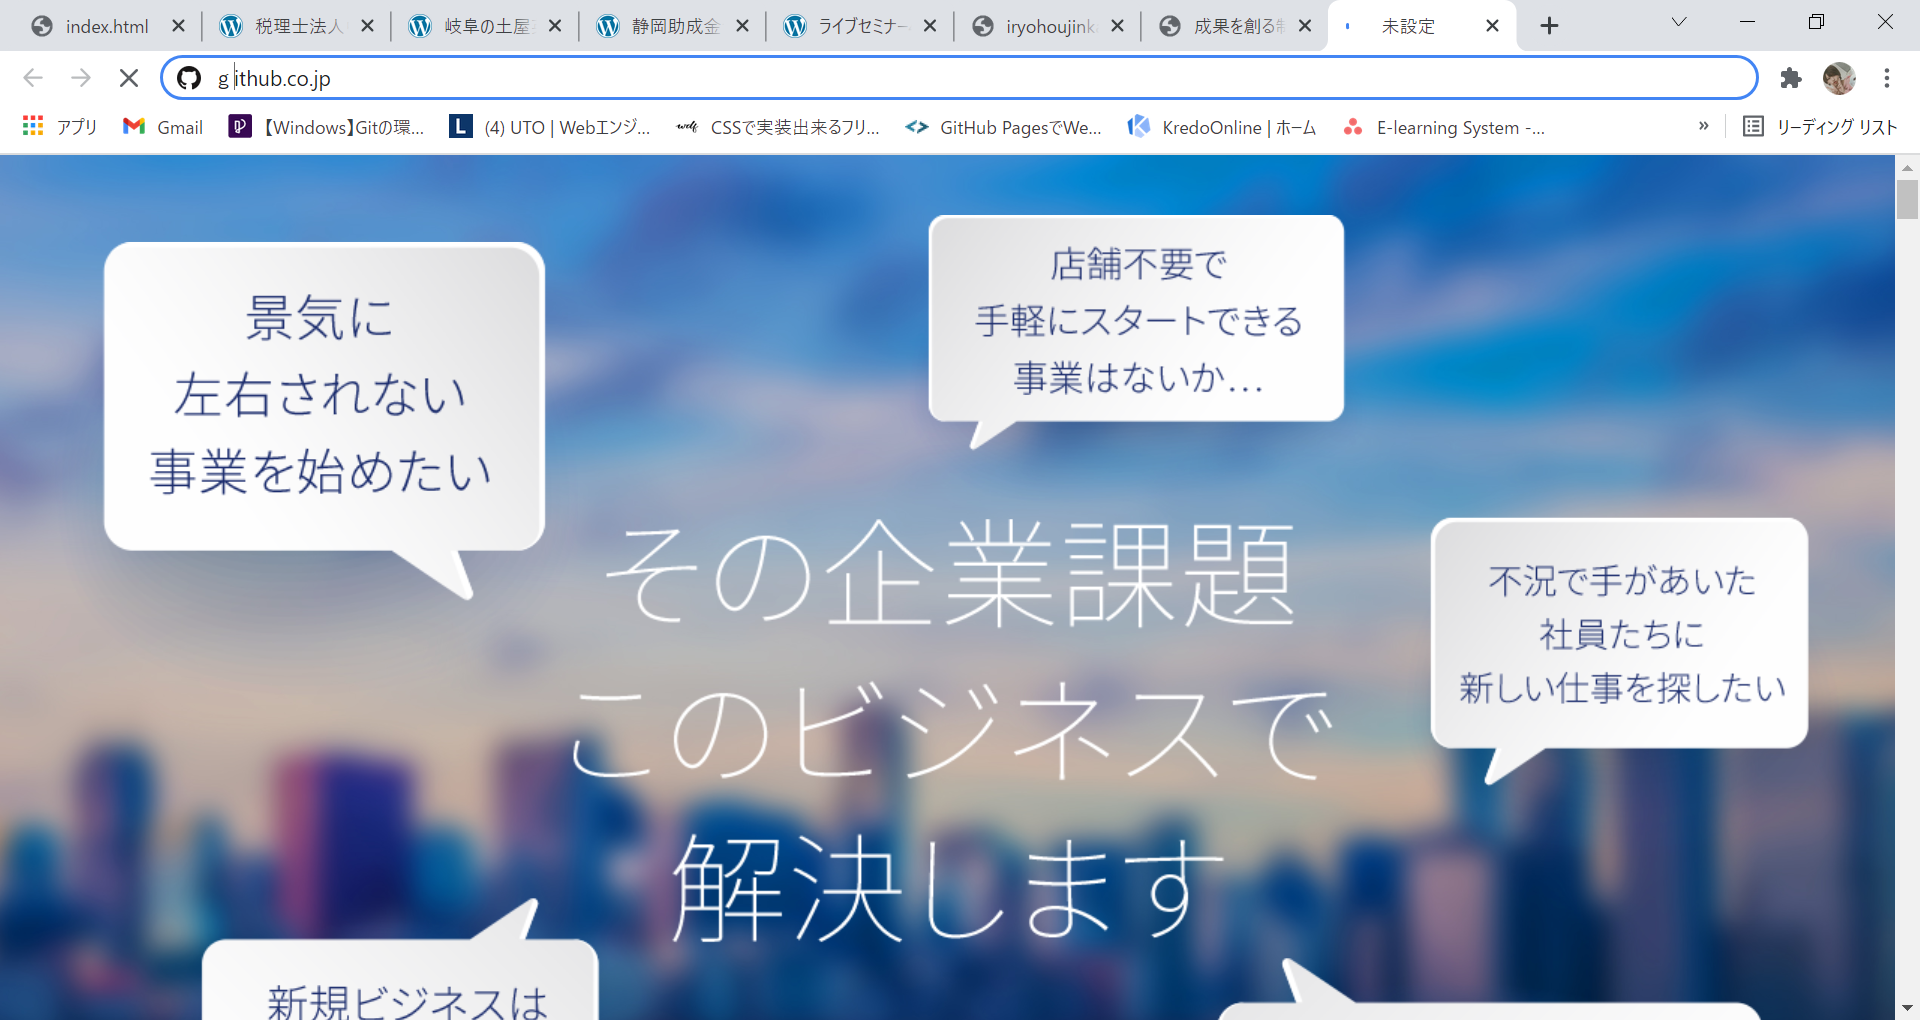 index.html
税理士法人
岐阜の土屋
静岡助成金
ライブセミナー
iryohoujink
成果を創る制
未設定
github.co.jp
アプリ
Gmail
【Windows】Gitの環...
(4) UTO | Webエンジ...
CSSで実装出来るフリ...
GitHub PagesでWe...
KredoOnline | ホーム
E-learning System -...
»
リーディング リスト
景気に
左右されない
事業を始めたい
店舗不要で
手軽にスタートできる
事業はないか...
その企業課題
このビジネスで
解決します
不況で手があいた
社員たちに
新しい仕事を探したい
新規ビジネスは